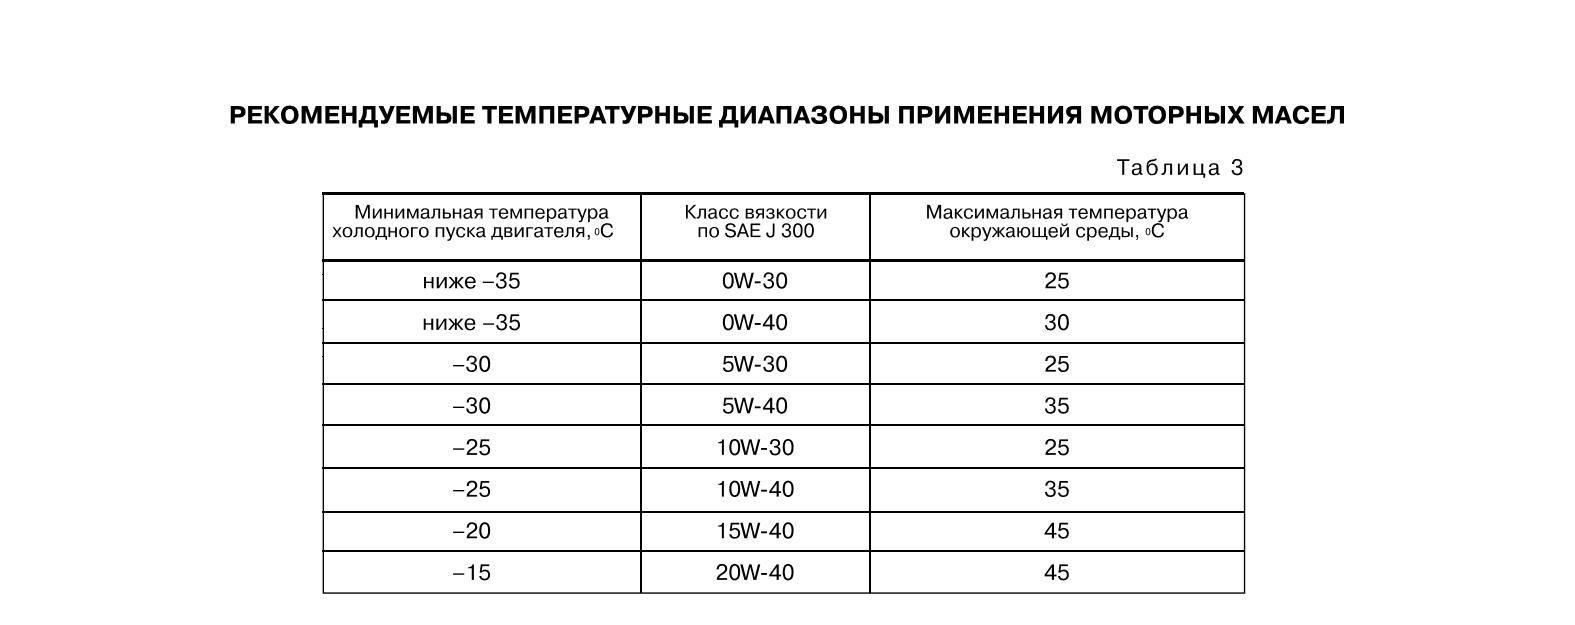 РЕКОМЕНДУЕМЫЕ ТЕМПЕРАТУРНЫЕ ДИАПАЗОНЫ ПРИМЕНЕНИЯ МОТОРНЫХ МАСЕЛ
Таблица 3
Минимальная температура холодного пуска двигателя, ⁰С	Класс вязкости по SAE J 300	Максимальная температура окружающей среды, ⁰С
ниже –35	0W-30	25
ниже –35	0W-40	30
–30	5W-30	25
–30	5W-40	35
–25	10W-30	25
–25	10W-40	35
–20	15W-40	45
–15	20W-40	45